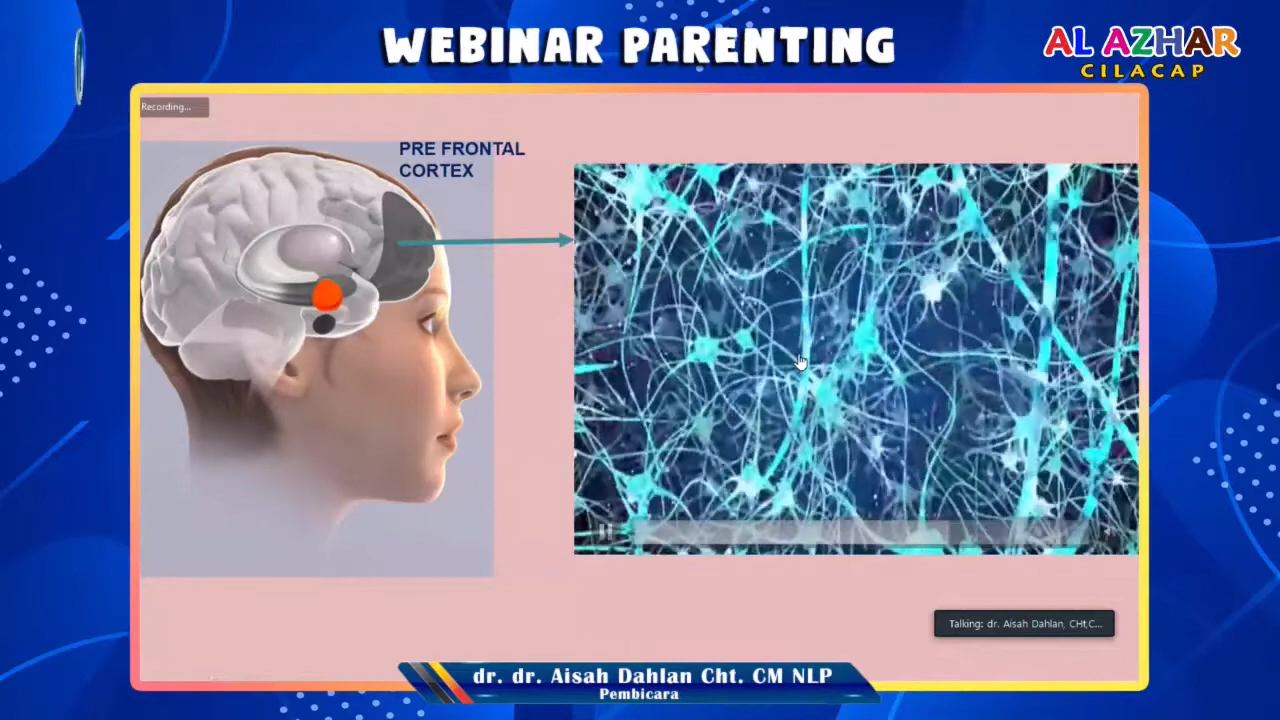 WEBINAR PARENTING
AL AZHAR
CILACAP
Recording...
PRE FRONTAL
CORTEX
Talking: dr. Aisah Dahlan, CHt,C...
dr. dr. Aisah Dahlan Cht. CM NLP
Pembicara